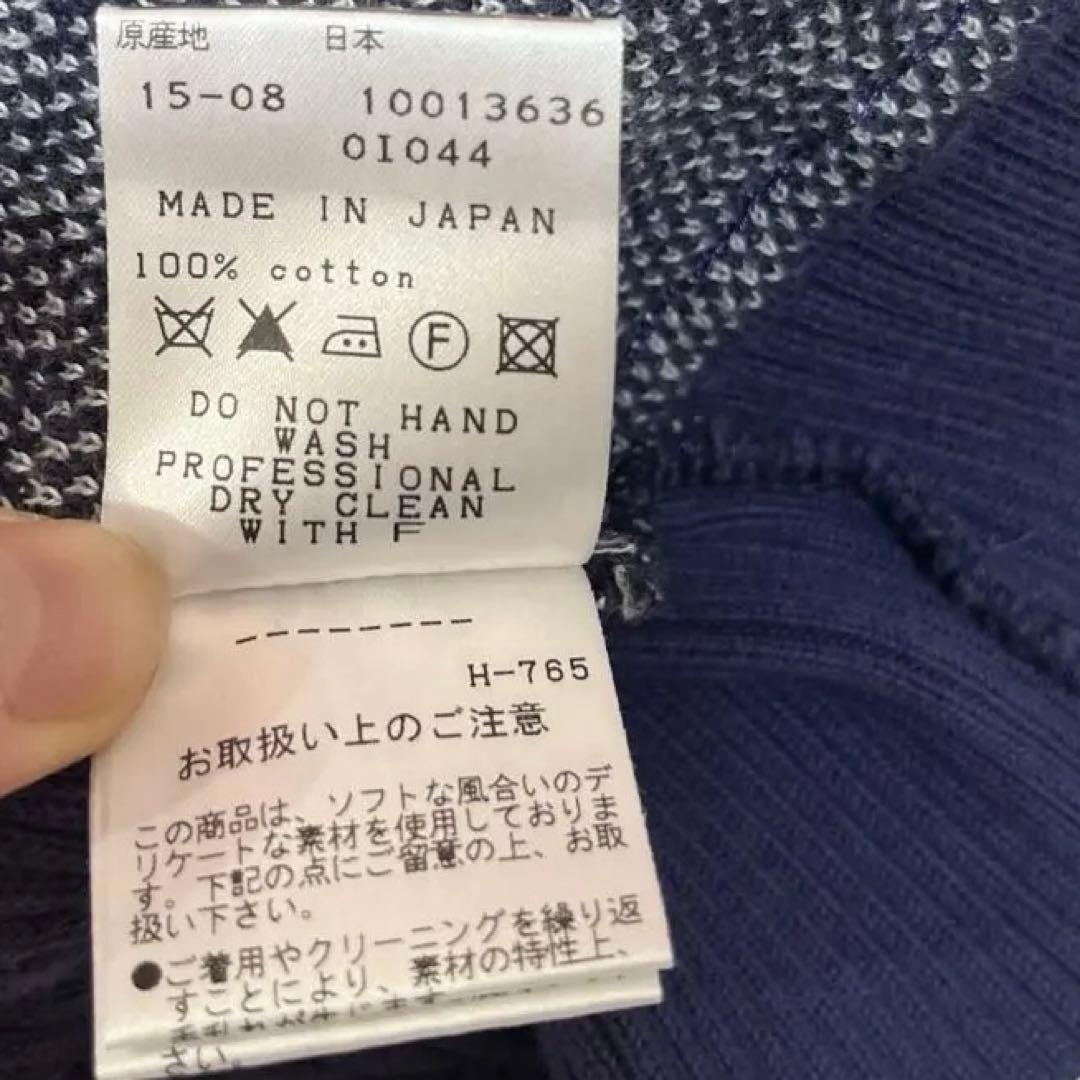 原産地 日本
15-08 10013636
OI044
MADE IN JAPAN
100% cotton
F
DO NOT HAND
WASH
PROFESSIONAL
DRY CLEAN
WITH F
--------
H-765
お取扱い上のご注意
この商品は、ソフトな風合いのデ
リケートな素材を使用しておりま
す。下記の点にご留意の上、お取
扱い下さい。
●ご着用やクリーニングを繰り返
すことにより、素材の特性上、
さい。